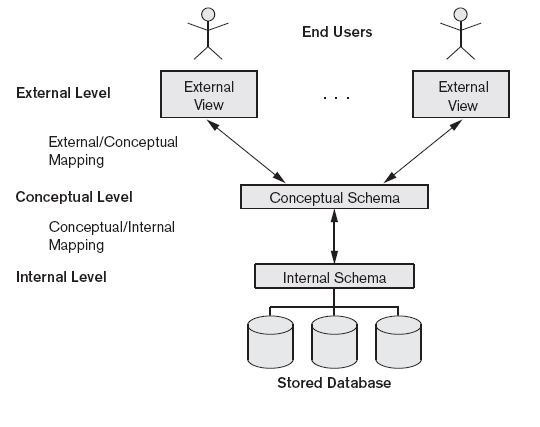 End Users
External Level
External
View
. . .
External
View
External/Conceptual
Mapping
Conceptual Level
Conceptual Schema
Conceptual/Internal
Mapping
Internal Level
Internal Schema
Stored Database